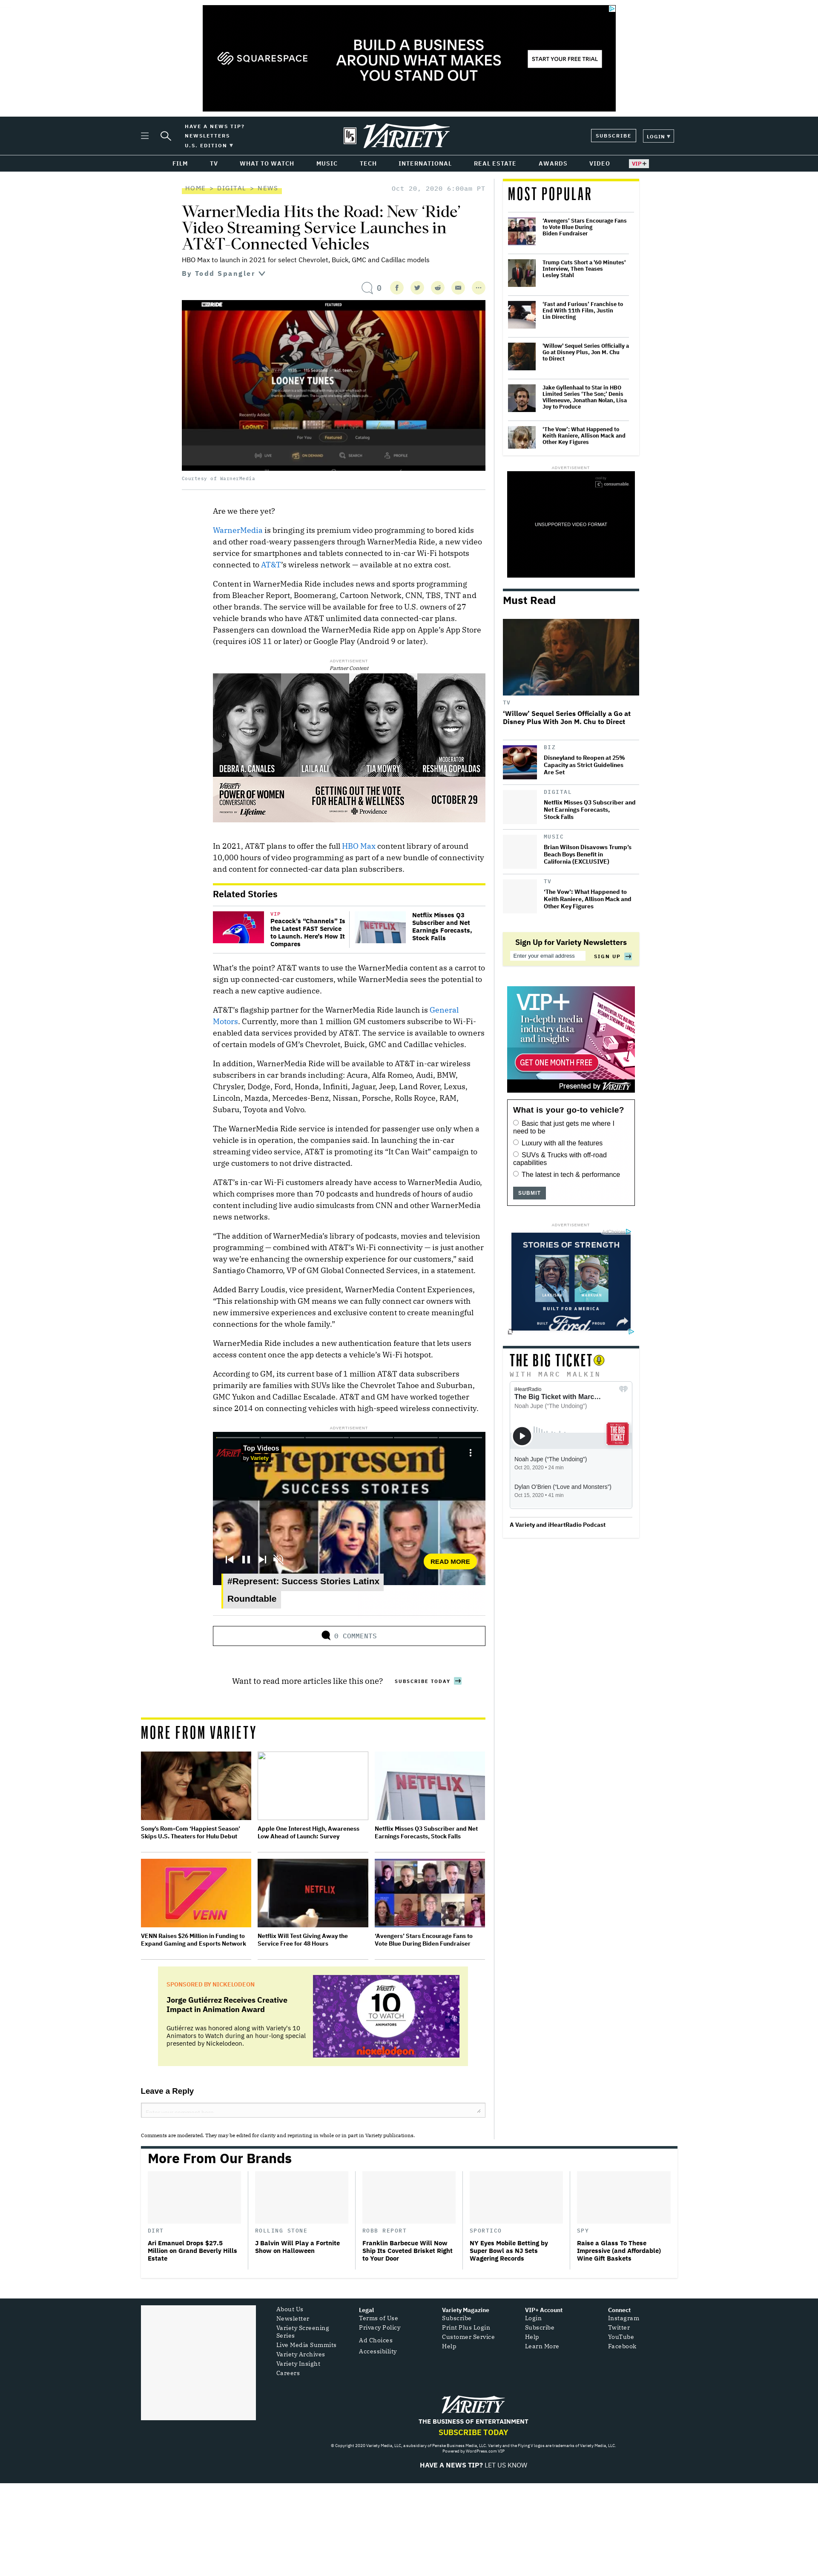 SQUARESPACE
BUILD A BUSINESS
AROUND WHAT MAKES
YOU STAND OUT
START YOUR FREE TRIAL
HAVE A NEWS TIP?
NEWSLETTERS
U.S. EDITION ▾
VARIETY
SUBSCRIBE
LOGIN ▾
FILM
TV
WHAT TO WATCH
MUSIC
TECH
INTERNATIONAL
REAL ESTATE
AWARDS
VIDEO
VIP+
HOME > DIGITAL > NEWS
Oct 20, 2020 6:00am PT
WarnerMedia Hits the Road: New ‘Ride’
Video Streaming Service Launches in
AT&T-Connected Vehicles
HBO Max to launch in 2021 for select Chevrolet, Buick, GMC and Cadillac models
By Todd Spangler
0
RIDE
FEATURED
LOONEY TUNES
Recently Added
For You
Featured
Catalog
LIVE
ON DEMAND
SEARCH
PROFILE
Courtesy of WarnerMedia
Are we there yet?
WarnerMedia is bringing its premium video programming to bored kids
and other road-weary passengers through WarnerMedia Ride, a new video
service for smartphones and tablets connected to in-car Wi-Fi hotspots
connected to AT&T’s wireless network — available at no extra cost.
Content in WarnerMedia Ride includes news and sports programming
from Bleacher Report, Boomerang, Cartoon Network, CNN, TBS, TNT and
other brands. The service will be available for free to U.S. owners of 27
vehicle brands who have AT&T unlimited data connected-car plans.
Passengers can download the WarnerMedia Ride app on Apple’s App Store
(requires iOS 11 or later) or Google Play (Android 9 or later).
ADVERTISEMENT
Partner Content
DEBRA A. CANALES
LAILA ALI
TIA MOWRY
MODERATOR
RESHMA GOPALDAS
VARIETY
POWER OF WOMEN
CONVERSATIONS
PRESENTED BY Lifetime
GETTING OUT THE VOTE
FOR HEALTH & WELLNESS
SPONSORED BY Providence
OCTOBER 29
In 2021, AT&T plans to offer the full HBO Max content library of around
10,000 hours of video programming as part of a new bundle of connectivity
and content for connected-car data plan subscribers.
Related Stories
VIP
Peacock's “Channels” Is
the Latest FAST Service
to Launch. Here's How It
Compares
Netflix Misses Q3
Subscriber and Net
Earnings Forecasts,
Stock Falls
What’s the point? AT&T wants to use the WarnerMedia content as a carrot to
sign up connected-car customers, while WarnerMedia sees the potential to
reach a new captive audience.
AT&T’s flagship partner for the WarnerMedia Ride launch is General
Motors. Currently, more than 1 million GM customers subscribe to Wi-Fi-
enabled data services provided by AT&T. The service is available to owners
of certain models of GM’s Chevrolet, Buick, GMC and Cadillac vehicles.
In addition, WarnerMedia Ride will be available to AT&T in-car wireless
subscribers in car brands including: Acura, Alfa Romeo, Audi, BMW,
Chrysler, Dodge, Ford, Honda, Infiniti, Jaguar, Jeep, Land Rover, Lexus,
Lincoln, Mazda, Mercedes-Benz, Nissan, Porsche, Rolls Royce, RAM,
Subaru, Toyota and Volvo.
The WarnerMedia Ride service is intended for passenger use only when a
vehicle is in operation, the companies said. In launching the in-car
streaming video service, AT&T is promoting its “It Can Wait” campaign to
urge customers to not drive distracted.
AT&T’s in-car Wi-Fi customers already have access to WarnerMedia Audio,
which comprises more than 70 podcasts and hundreds of hours of content
including live audio simulcasts from CNN and other WarnerMedia
news networks.
“The addition of WarnerMedia’s library of podcasts, movies and television
programming — combined with AT&T’s Wi-Fi connectivity — is just another
way we’re enhancing the ownership experience for our customers,” said
Santiago Chamorro, VP of GM Global Connected Services, in a statement.
Added Barry Loudis, vice president, WarnerMedia Content Experiences,
“This relationship with GM means we can fully connect car owners with
new immersive experiences and exclusive content to create meaningful
connections for the whole family.”
WarnerMedia Ride includes a new automation feature that lets users
access content once the app detects a vehicle’s Wi-Fi hotspot.
According to GM, its current base of 1 million AT&T data subscribers
primarily are families with SUVs like the Chevrolet Tahoe and Suburban,
GMC Yukon and Cadillac Escalade. AT&T and GM have worked together
since 2014 on connecting vehicles with high-speed wireless connectivity.
ADVERTISEMENT
VARIETY
Top Videos
by Variety
#represent
SUCCESS STORIES
READ MORE
#Represent: Success Stories Latinx
Roundtable
0 COMMENTS
Want to read more articles like this one?
SUBSCRIBE TODAY
MORE FROM VARIETY
NETFLIX
Sony’s Rom-Com ‘Happiest Season’
Skips U.S. Theaters for Hulu Debut
Apple One Interest High, Awareness
Low Ahead of Launch: Survey
Netflix Misses Q3 Subscriber and Net
Earnings Forecasts, Stock Falls
VENN
NETFLIX
VENN Raises $26 Million in Funding to
Expand Gaming and Esports Network
Netflix Will Test Giving Away the
Service Free for 48 Hours
‘Avengers’ Stars Encourage Fans to
Vote Blue During Biden Fundraiser
SPONSORED BY NICKELODEON
Jorge Gutiérrez Receives Creative
Impact in Animation Award
Gutiérrez was honored along with Variety's 10
Animators to Watch during an hour-long special
presented by Nickelodeon.
VARIETY
10
TO WATCH
ANIMATORS
nickelodeon
Leave a Reply
Comments are moderated. They may be edited for clarity and reprinting in whole or in part in Variety publications.
MOST POPULAR
‘Avengers’ Stars Encourage Fans
to Vote Blue During
Biden Fundraiser
Trump Cuts Short a ‘60 Minutes’
Interview, Then Teases
Lesley Stahl
‘Fast and Furious’ Franchise to
End With 11th Film, Justin
Lin Directing
‘Willow’ Sequel Series Officially a
Go at Disney Plus, Jon M. Chu
to Direct
Jake Gyllenhaal to Star in HBO
Limited Series ‘The Son;’ Denis
Villeneuve, Jonathan Nolan, Lisa
Joy to Produce
‘The Vow’: What Happened to
Keith Raniere, Allison Mack and
Other Key Figures
ADVERTISEMENT
consumable
UNSUPPORTED VIDEO FORMAT
Must Read
TV
‘Willow’ Sequel Series Officially a Go at
Disney Plus With Jon M. Chu to Direct
BIZ
Disneyland to Reopen at 25%
Capacity as Strict Guidelines
Are Set
DIGITAL
Netflix Misses Q3 Subscriber and
Net Earnings Forecasts,
Stock Falls
MUSIC
Brian Wilson Disavows Trump’s
Beach Boys Benefit in
California (EXCLUSIVE)
TV
‘The Vow’: What Happened to
Keith Raniere, Allison Mack and
Other Key Figures
Sign Up for Variety Newsletters
Enter your email address
SIGN UP
VIP+
In-depth media
industry data
and insights
GET ONE MONTH FREE
Presented by VARIETY
What is your go-to vehicle?
Basic that just gets me where I
need to be
Luxury with all the features
SUVs & Trucks with off-road
capabilities
The latest in tech & performance
SUBMIT
ADVERTISEMENT
STORIES OF STRENGTH
BUILT FOR AMERICA
BUILT Ford PROUD
THE BIG TICKET
WITH MARC MALKIN
iHeartRadio
The Big Ticket with Marc…
Noah Jupe ("The Undoing")
THE BIG TICKET
Noah Jupe ("The Undoing")
Oct 20, 2020 • 24 min
Dylan O'Brien ("Love and Monsters")
Oct 15, 2020 • 41 min
A Variety and iHeartRadio Podcast
More From Our Brands
DIRT
Ari Emanuel Drops $27.5
Million on Grand Beverly Hills
Estate
ROLLING STONE
J Balvin Will Play a Fortnite
Show on Halloween
ROBB REPORT
Franklin Barbecue Will Now
Ship Its Coveted Brisket Right
to Your Door
SPORTICO
NY Eyes Mobile Betting by
Super Bowl as NJ Sets
Wagering Records
SPY
Raise a Glass To These
Impressive (and Affordable)
Wine Gift Baskets
About Us
Newsletter
Variety Screening
Series
Live Media Summits
Variety Archives
Variety Insight
Careers
Legal
Terms of Use
Privacy Policy
Ad Choices
Accessibility
Variety Magazine
Subscribe
Print Plus Login
Customer Service
Help
VIP+ Account
Login
Subscribe
Help
Learn More
Connect
Instagram
Twitter
YouTube
Facebook
VARIETY
THE BUSINESS OF ENTERTAINMENT
SUBSCRIBE TODAY
© Copyright 2020 Variety Media, LLC, a subsidiary of Penske Business Media, LLC. Variety and the Flying V logos are trademarks of Variety Media, LLC.
Powered by WordPress.com VIP
HAVE A NEWS TIP? LET US KNOW